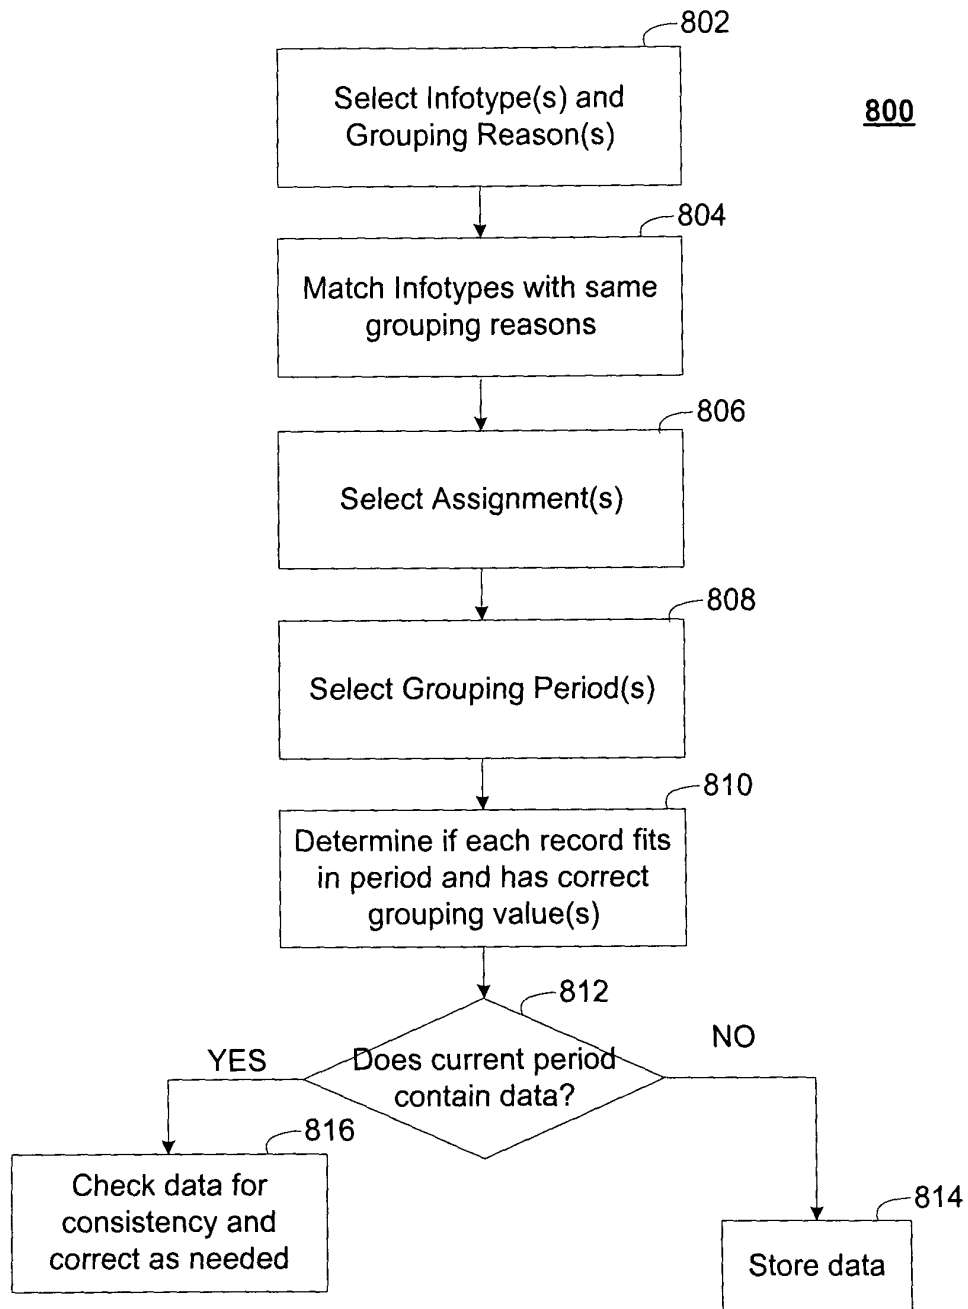 802
Select Infotype(s) and
Grouping Reason(s)
800
804
Match Infotypes with same
grouping reasons
806
Select Assignment(s)
808
Select Grouping Period(s)
810
Determine if each record fits
in period and has correct
grouping value(s)
812
Does current period
contain data?
YES
NO
816
Check data for
consistency and
correct as needed
814
Store data